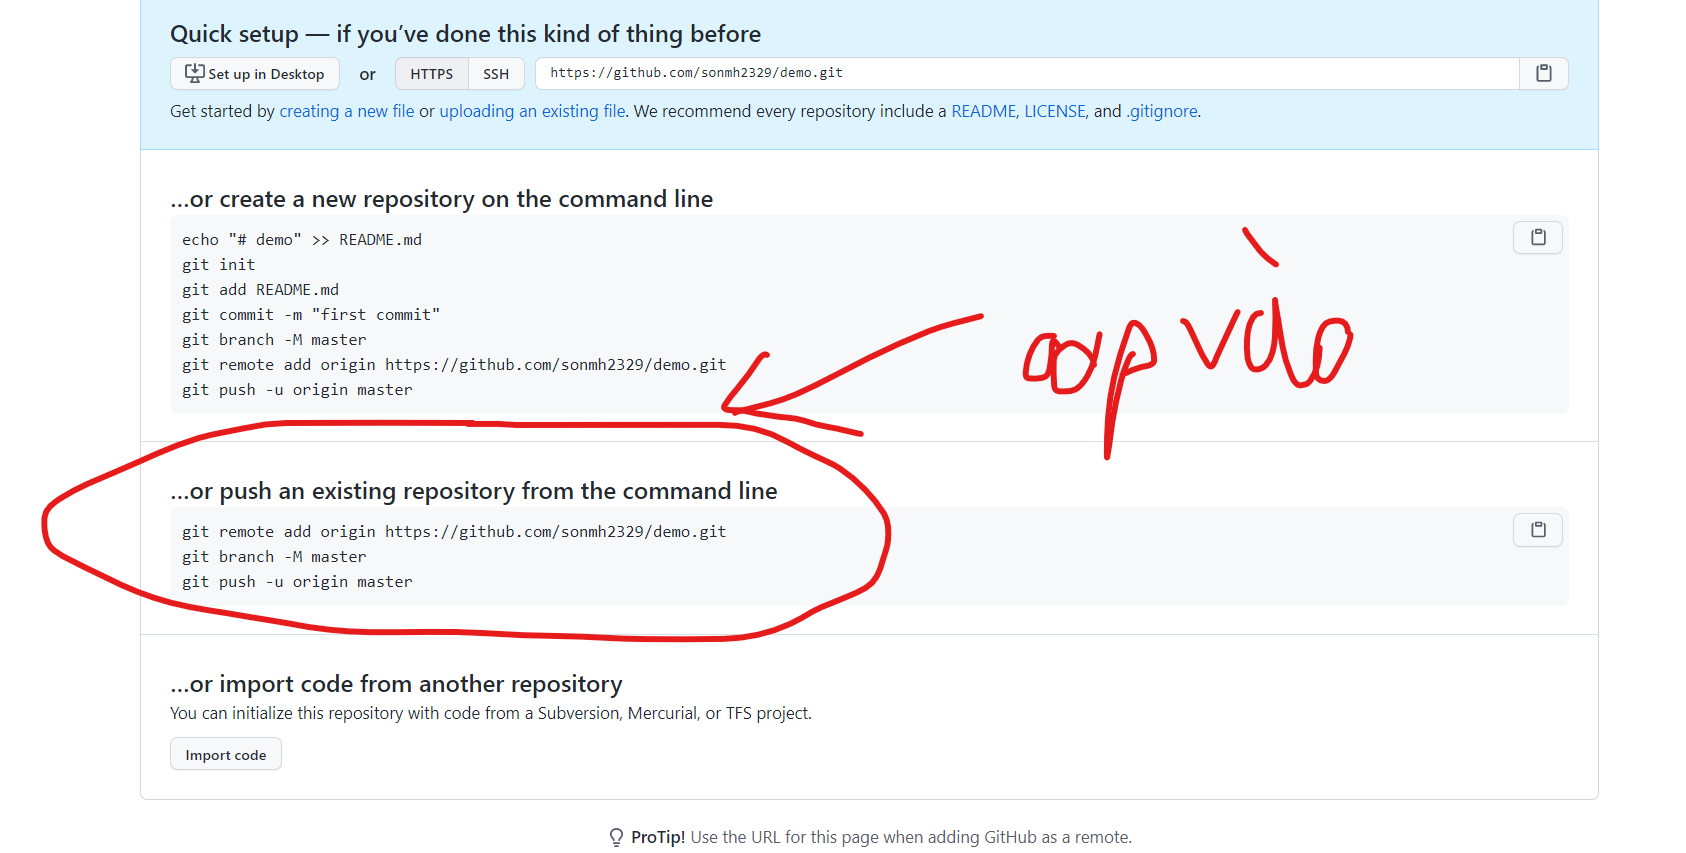 Quick setup — if you’ve done this kind of thing before
Set up in Desktop or HTTPS SSH https://github.com/sonmh2329/demo.git
Get started by creating a new file or uploading an existing file. We recommend every repository include a README, LICENSE, and .gitignore.
...or create a new repository on the command line
echo "# demo" >> README.md
git init
git add README.md
git commit -m "first commit"
git branch -M master
git remote add origin https://github.com/sonmh2329/demo.git
git push -u origin master
vào
...or push an existing repository from the command line
git remote add origin https://github.com/sonmh2329/demo.git
git branch -M master
git push -u origin master
...or import code from another repository
You can initialize this repository with code from a Subversion, Mercurial, or TFS project.
Import code
ProTip! Use the URL for this page when adding GitHub as a remote.